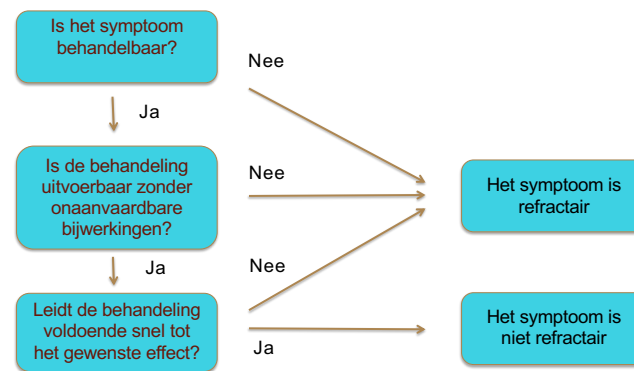 Is het symptoom
behandelbaar?
Nee
Ja
Is de behandeling
uitvoerbaar zonder
onaanvaardbare
bijwerkingen?
Nee
Het symptoom is
refractair
Ja
Nee
Leidt de behandeling
voldoende snel tot
het gewenste effect?
Ja
Het symptoom is
niet refractair